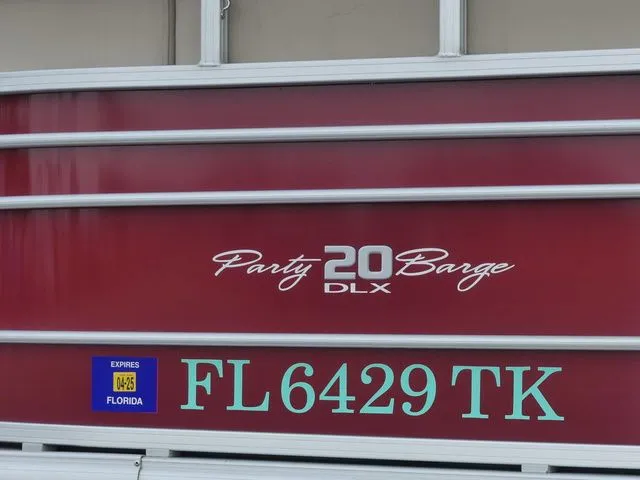 Party 20 Barge
DLX
EXPIRES
04-25
FLORIDA
FL 6429 TK